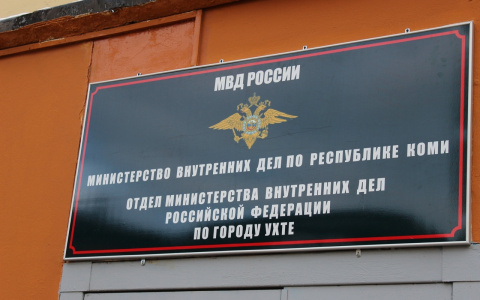 МВД РОССИИ
МИНИСТЕРСТВО ВНУТРЕННИХ ДЕЛ ПО РЕСПУБЛИКЕ КОМИ
ОТДЕЛ МИНИСТЕРСТВА ВНУТРЕННИХ ДЕЛ
РОССИЙСКОЙ ФЕДЕРАЦИИ
ПО ГОРОДУ УХТЕ